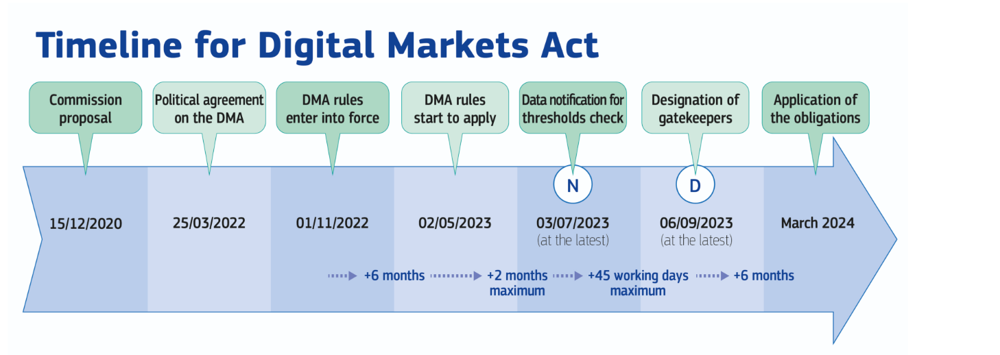 Timeline for Digital Markets Act
Commission
proposal
Political agreement
on the DMA
DMA rules
enter into force
DMA rules
start to apply
Data notification for
thresholds check
Designation of
gatekeepers
Application of
the obligations
N
D
15/12/2020
25/03/2022
01/11/2022
02/05/2023
03/07/2023
(at the latest)
06/09/2023
(at the latest)
March 2024
+6 months
+2 months
maximum
+45 working days
maximum
+6 months